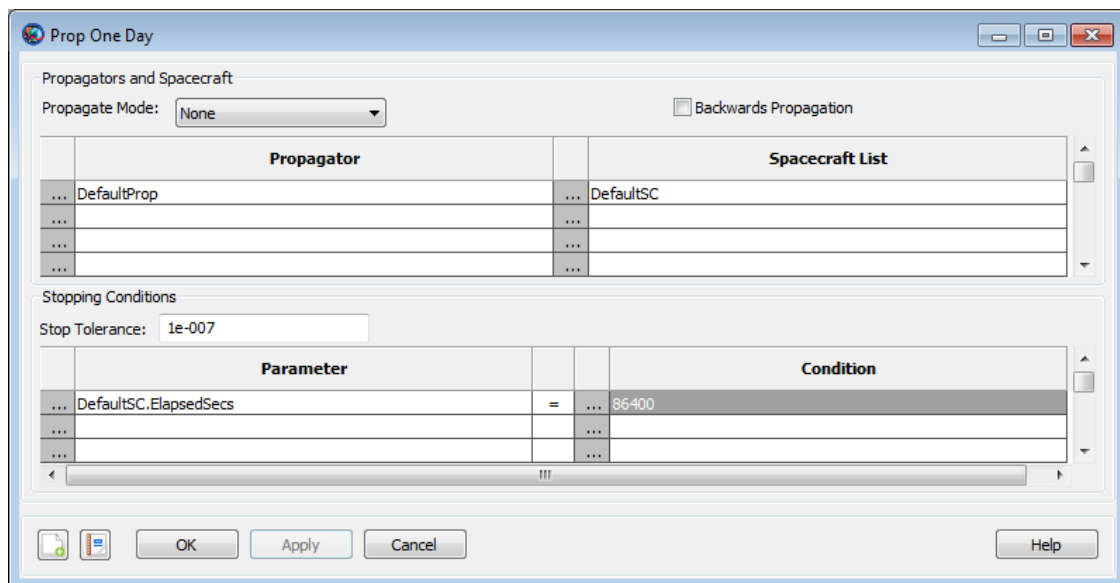 Prop One Day
Propagators and Spacecraft
Propagate Mode: None Backwards Propagation
Propagator Spacecraft List
... DefaultProp ... DefaultSC
... ...
... ...
... ...
Stopping Conditions
Stop Tolerance: 1e-007
Parameter Condition
... DefaultSC.ElapsedSecs = ... 86400
... ...
... ...
OK Apply Cancel Help